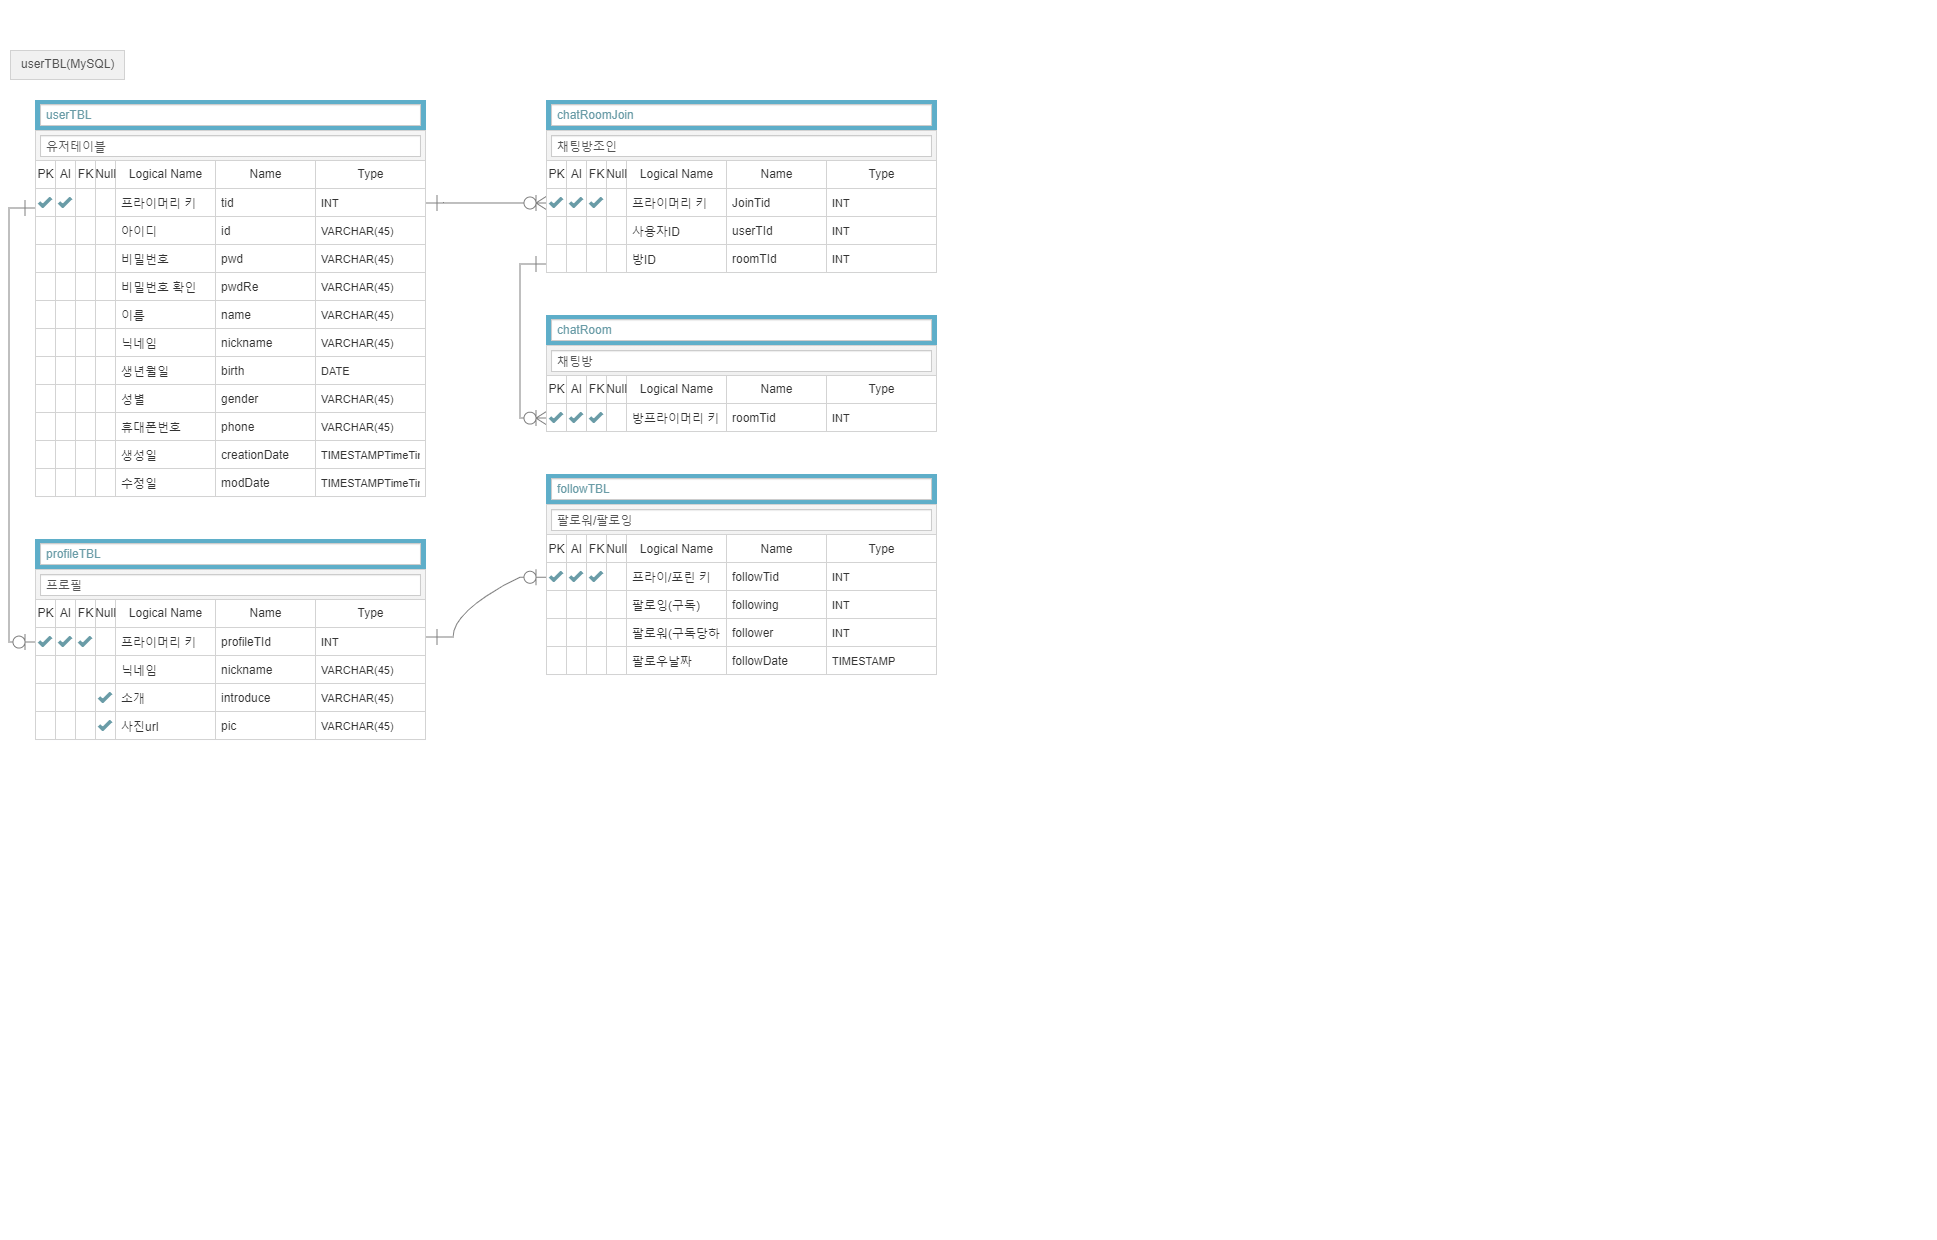 userTBL(MySQL)
userTBL
유저테이블
PK AI FK Null Logical Name Name Type
프라이머리 키 tid INT
아이디 id VARCHAR(45)
비밀번호 pwd VARCHAR(45)
비밀번호 확인 pwdRe VARCHAR(45)
이름 name VARCHAR(45)
닉네임 nickname VARCHAR(45)
생년월일 birth DATE
성별 gender VARCHAR(45)
휴대폰번호 phone VARCHAR(45)
생성일 creationDate TIMESTAMPTimeTi
수정일 modDate TIMESTAMPTimeTi
profileTBL
프로필
PK AI FK Null Logical Name Name Type
프라이머리 키 profileTId INT
닉네임 nickname VARCHAR(45)
소개 introduce VARCHAR(45)
사진url pic VARCHAR(45)
chatRoomJoin
채팅방조인
PK AI FK Null Logical Name Name Type
프라이머리 키 JoinTid INT
사용자ID userTId INT
방ID roomTId INT
chatRoom
채팅방
PK AI FK Null Logical Name Name Type
방프라이머리 키 roomTid INT
followTBL
팔로워/팔로잉
PK AI FK Null Logical Name Name Type
프라이/포린 키 followTid INT
팔로잉(구독) following INT
팔로워(구독당하 follower INT
팔로우날짜 followDate TIMESTAMP